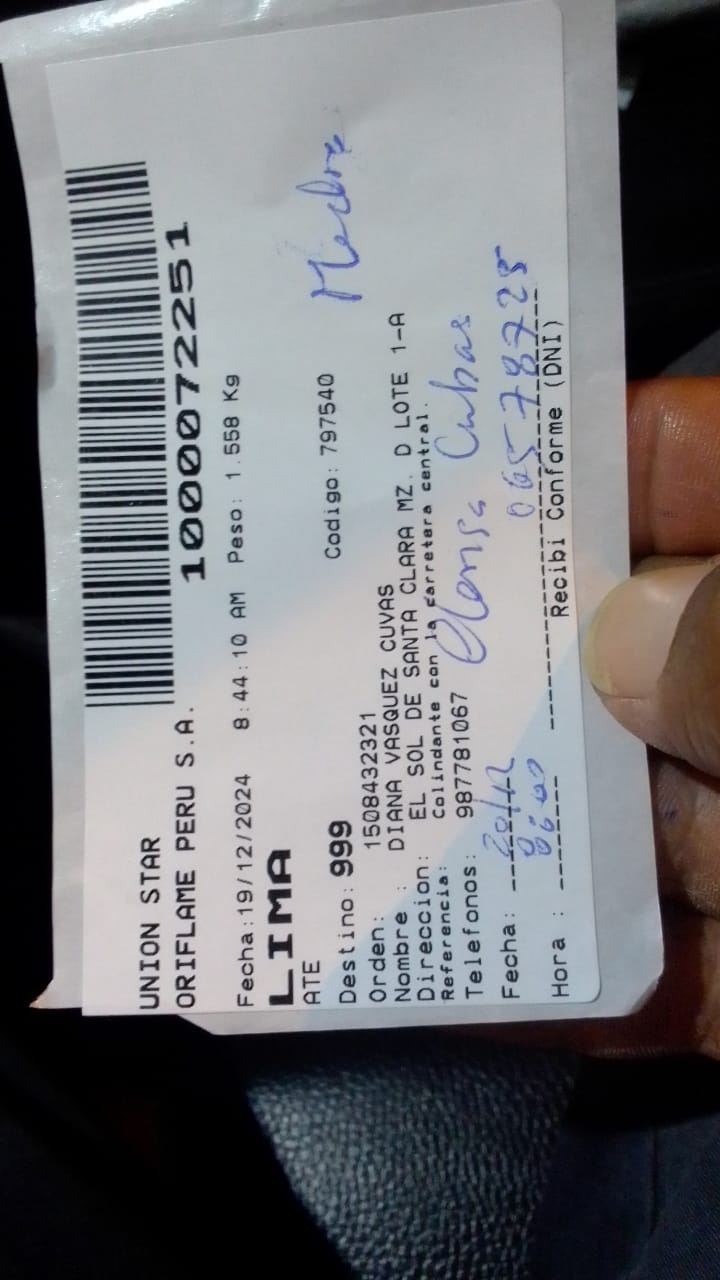 UNION STAR
ORIFLAME PERU S.A.
1000072251
Fecha:19/12/2024 8:44:10 AM Peso: 1.558 Kg
LIMA
ATE
Destino: 999 Codigo: 797540
Madre
Orden: 1508432321
Nombre : DIANA VASQUEZ CUVAS
Direccion: EL SOL DE SANTA CLARA MZ. D LOTE 1-A
Referencia: Colindante con la carretera central.
Telefonos: 987781067
Cubas
Fecha: 20/12 06578725
Hora :
Recibi Conforme (DNI)